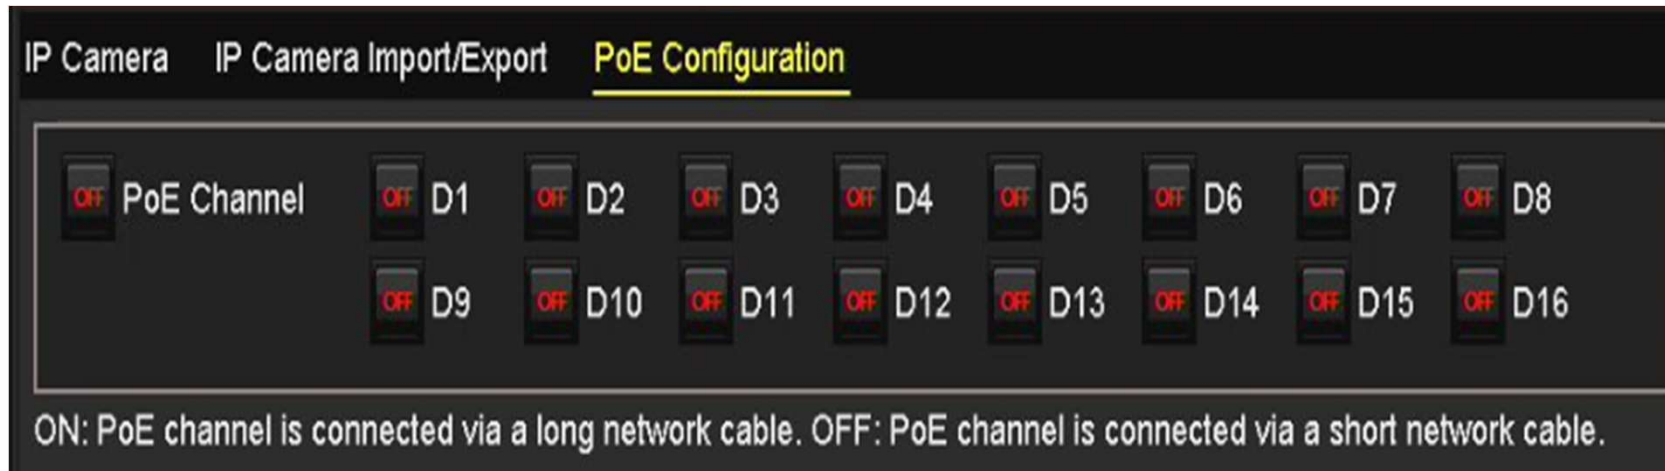 IP Camera IP Camera Import/Export PoE Configuration
OFF PoE Channel OFF D1 OFF D2 OFF D3 OFF D4 OFF D5 OFF D6 OFF D7 OFF D8
OFF D9 OFF D10 OFF D11 OFF D12 OFF D13 OFF D14 OFF D15 OFF D16
ON: PoE channel is connected via a long network cable. OFF: PoE channel is connected via a short network cable.